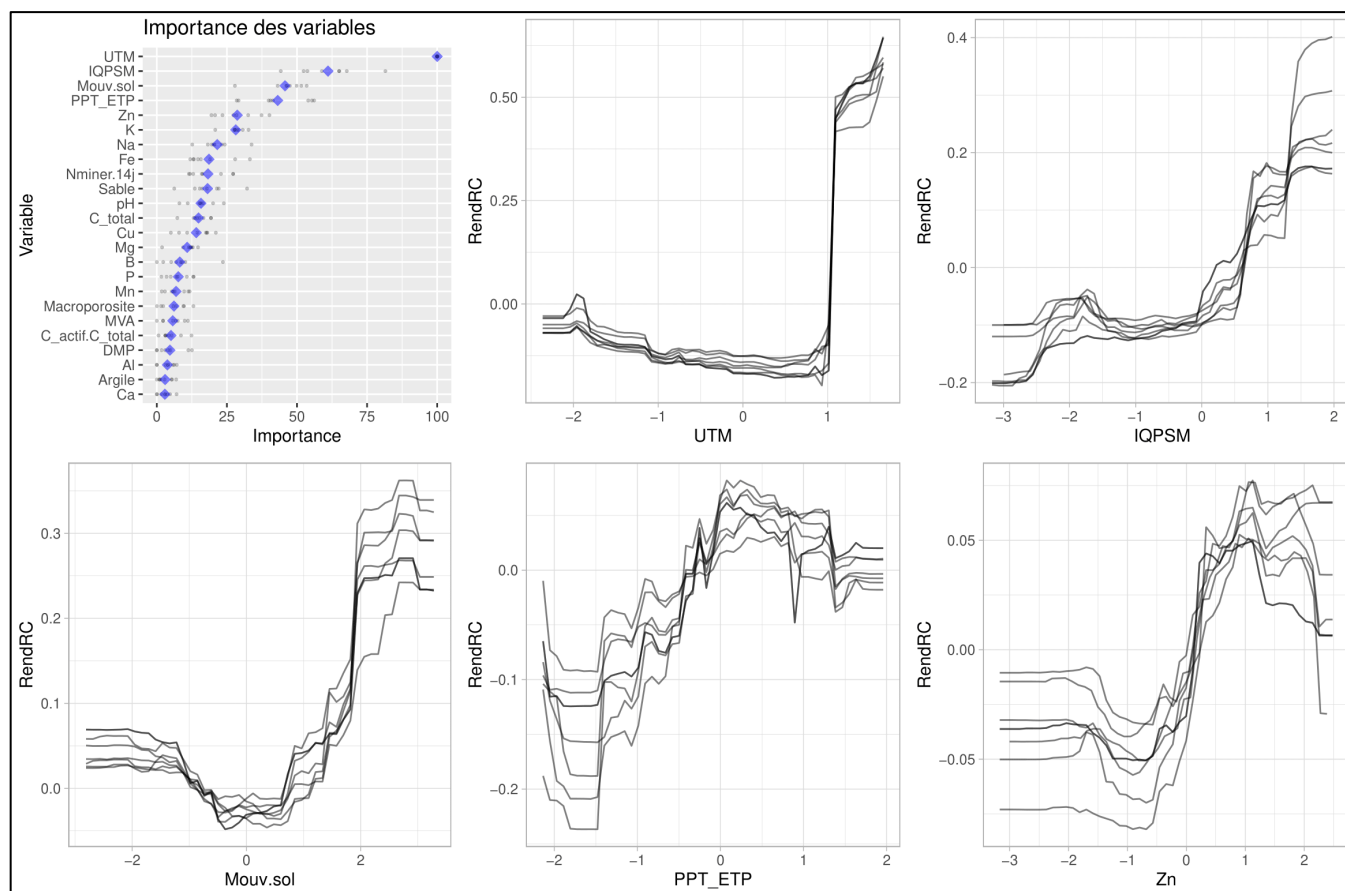 Importance des variables
Variable
UTM
IQPSM
Mouv.sol
PPT_ETP
Zn
K
Na
Fe
Nminer.14j
Sable
pH
C_total
Cu
Mg
B
P
Mn
Macroporosite
MVA
C_actif.C_total
DMP
Al
Argile
Ca
0 25 50 75 100
Importance
RendRC
0.50
0.25
0.00
−2 −1 0 1
UTM
RendRC
0.4
0.2
0.0
−0.2
−3 −2 −1 0 1 2
IQPSM
RendRC
0.3
0.2
0.1
0.0
−2 0 2
Mouv.sol
RendRC
0.0
−0.1
−0.2
−2 −1 0 1 2
PPT_ETP
RendRC
0.05
0.00
−0.05
−3 −2 −1 0 1 2
Zn